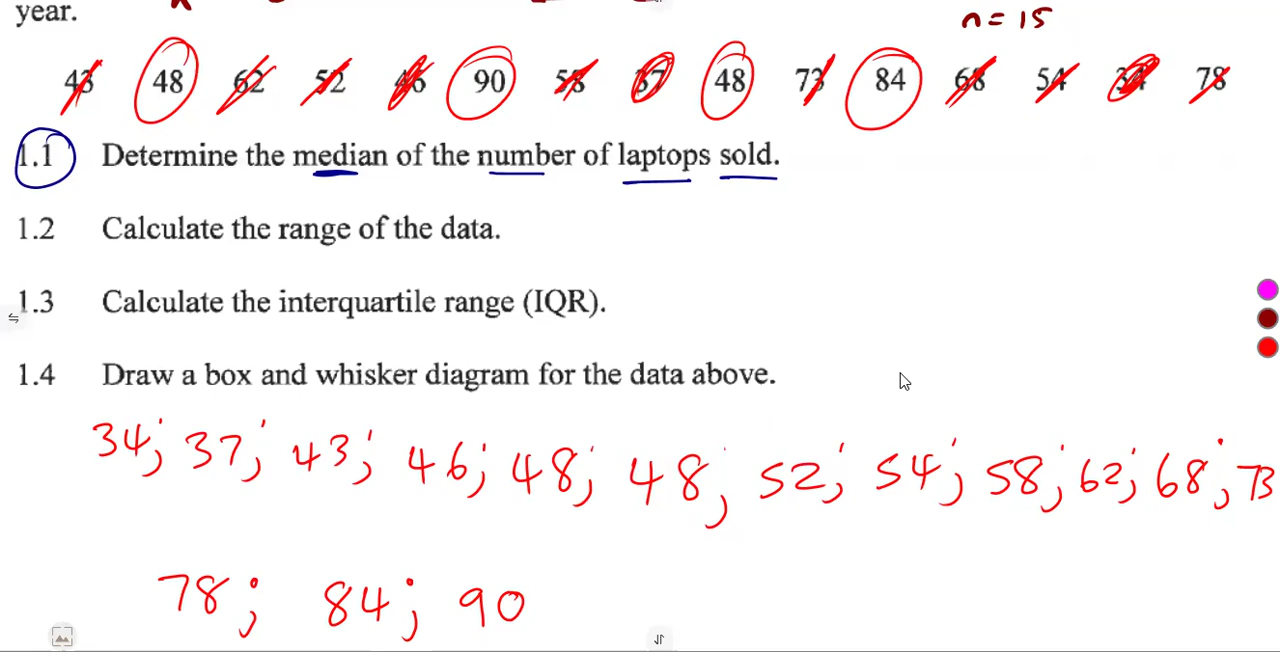 year.
n = 15
43 48 62 52 46 90 58 37 48 73 84 68 54 34 78
1.1 Determine the median of the number of laptops sold.
1.2 Calculate the range of the data.
1.3 Calculate the interquartile range (IQR).
1.4 Draw a box and whisker diagram for the data above.
34; 37; 43; 46; 48; 48; 52; 54; 58; 62; 68; 73
78; 84; 90